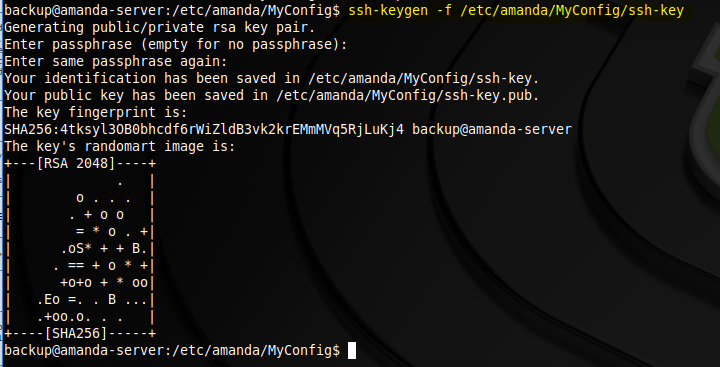 backup@amanda-server:/etc/amanda/MyConfig$ ssh-keygen -f /etc/amanda/MyConfig/ssh-key
Generating public/private rsa key pair.
Enter passphrase (empty for no passphrase):
Enter same passphrase again:
Your identification has been saved in /etc/amanda/MyConfig/ssh-key.
Your public key has been saved in /etc/amanda/MyConfig/ssh-key.pub.
The key fingerprint is:
SHA256:4tksyl3OB0bhcdf6rWiZldB3vk2krEMmMVq5RjLuKj4 backup@amanda-server
The key's randomart image is:
+---[RSA 2048]----+
|             .   |
|        o . . .  |
|       . + o o   |
|        = * o . +|
|      .oS* + + B.|
|     . == + o * +|
|      +o+o + * oo|
|   .Eo =. . B ...|
|   .+oo.o. . .   |
+----[SHA256]-----+
backup@amanda-server:/etc/amanda/MyConfig$